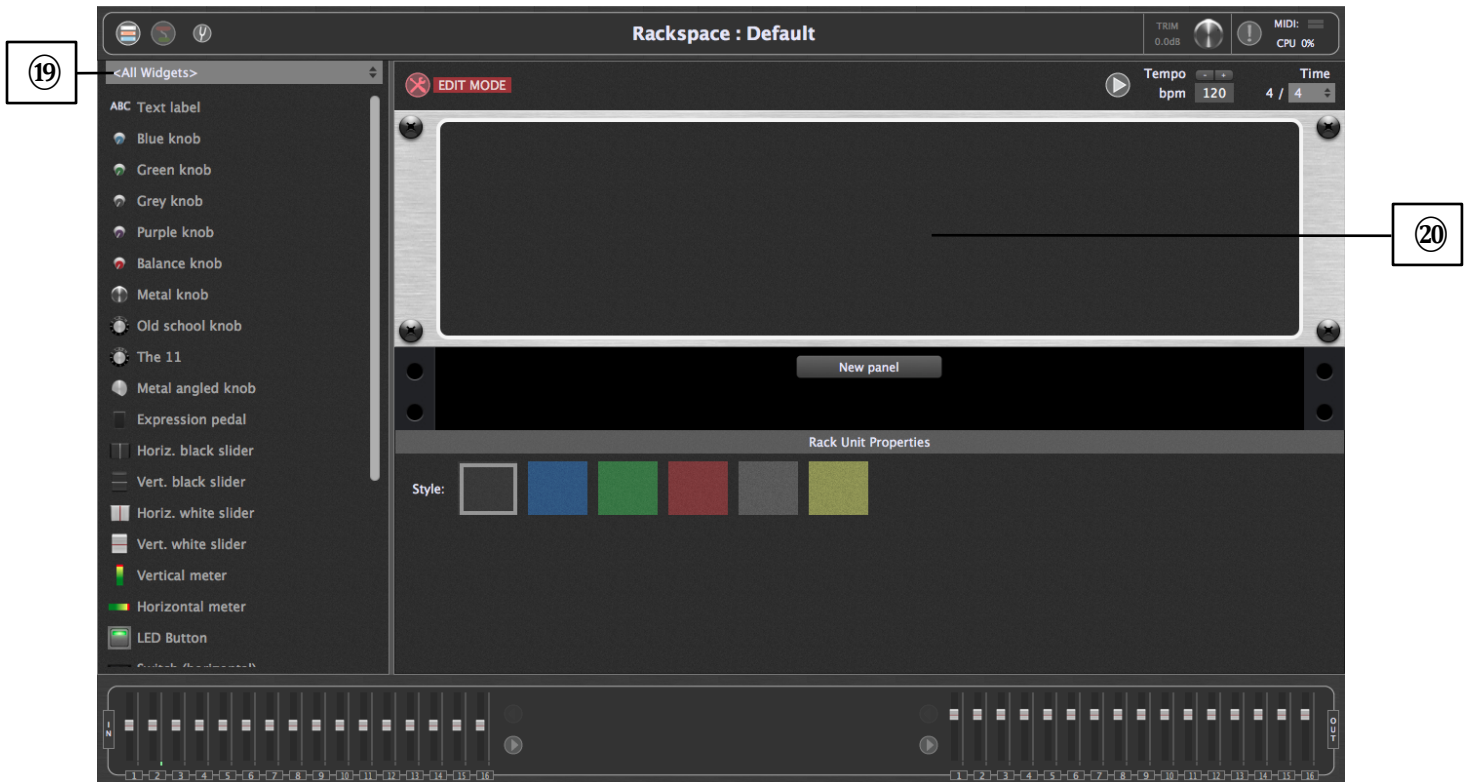 Rackspace : Default
TRIM
0.0dB
MIDI:
CPU 0%
⑲
<All Widgets>
EDIT MODE
Tempo - +
bpm 120
Time
4 / 4
ABC Text label
Blue knob
Green knob
Grey knob
Purple knob
Balance knob
Metal knob
Old school knob
The 11
Metal angled knob
Expression pedal
Horiz. black slider
Vert. black slider
Horiz. white slider
Vert. white slider
Vertical meter
Horizontal meter
LED Button
Switch (horizontal)
⑳
New panel
Rack Unit Properties
Style:
IN
1 2 3 4 5 6 7 8 9 10 11 12 13 14 15 16
1 2 3 4 5 6 7 8 9 10 11 12 13 14 15 16
OUT